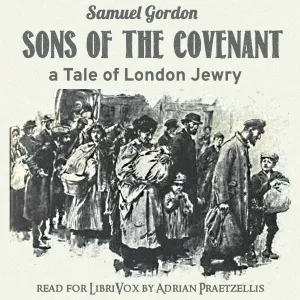 Samuel Gordon
SONS OF THE COVENANT
a Tale of London Jewry
READ FOR LIBRIVOX BY ADRIAN PRAETZELLIS